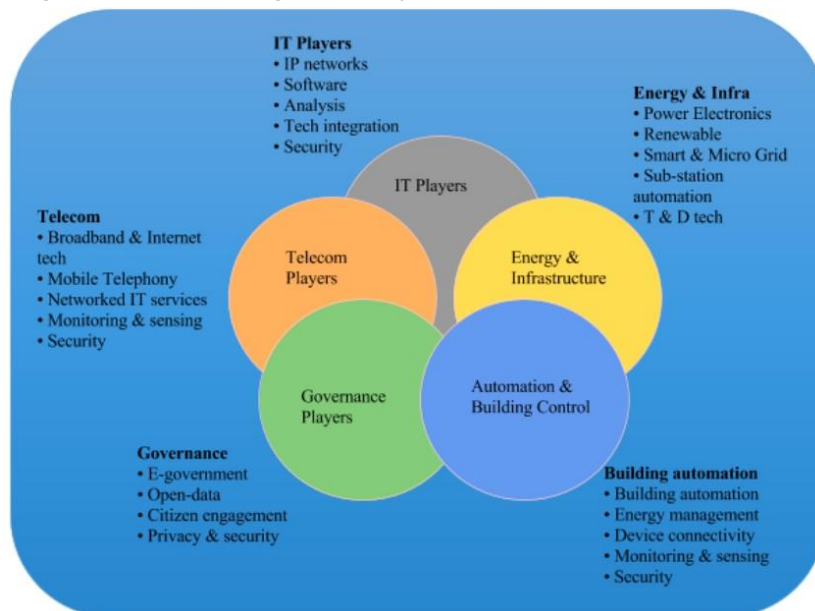 IT Players
• IP networks
• Software
• Analysis
• Tech integration
• Security
Energy & Infra
• Power Electronics
• Renewable
• Smart & Micro Grid
• Sub-station
automation
• T & D tech
Telecom
• Broadband & Internet
tech
• Mobile Telephony
• Networked IT services
• Monitoring & sensing
• Security
IT Players
Telecom
Players
Energy &
Infrastructure
Governance
Players
Automation &
Building Control
Governance
• E-government
• Open-data
• Citizen engagement
• Privacy & security
Building automation
• Building automation
• Energy management
• Device connectivity
• Monitoring & sensing
• Security